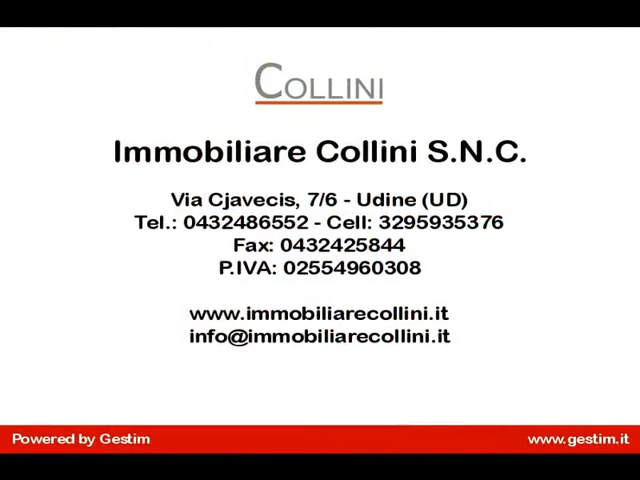 COLLINI
Immobiliare Collini S.N.C.
Via Cjavecis, 7/6 - Udine (UD)
Tel.: 0432486552 - Cell: 3295935376
Fax: 0432425844
P.IVA: 02554960308
www.immobiliarecollini.it
info@immobiliarecollini.it
Powered by Gestim
www.gestim.it